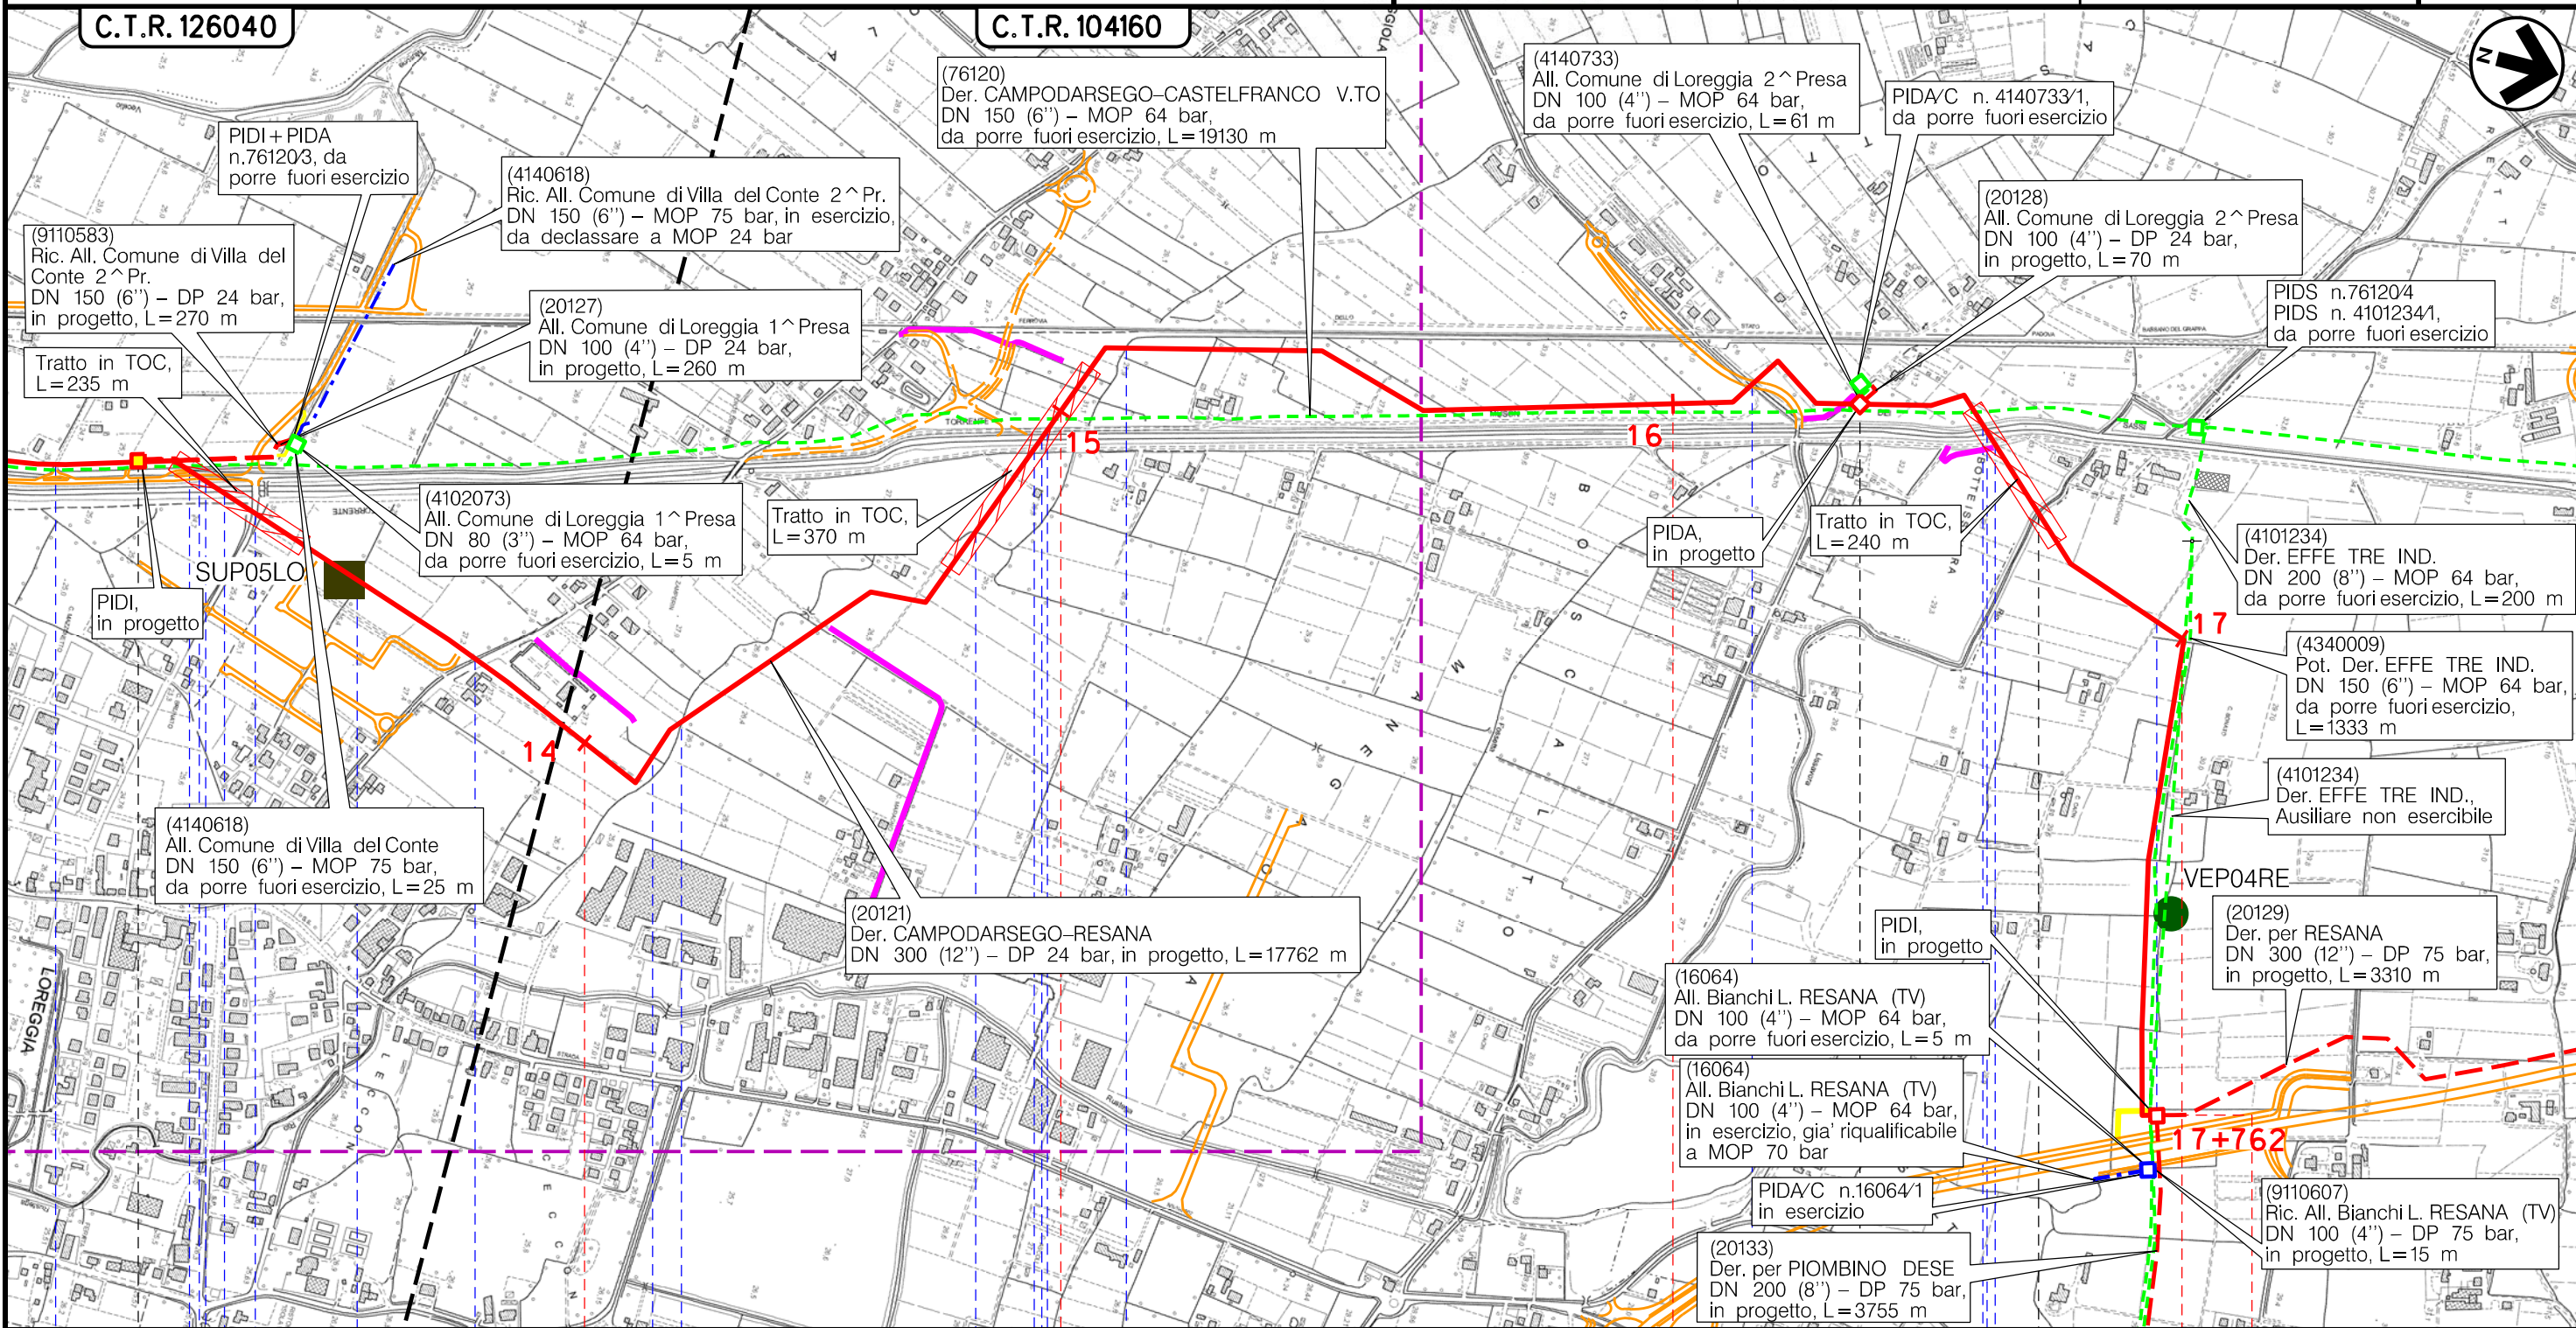 C.T.R. 126040
C.T.R. 104160
N
(76120)
Der. CAMPODARSEGO-CASTELFRANCO V.TO
DN 150 (6'') - MOP 64 bar,
da porre fuori esercizio, L=19130 m
(4140733)
All. Comune di Loreggia 2^Presa
DN 100 (4'') - MOP 64 bar,
da porre fuori esercizio, L=61 m
PIDA/C n. 4140733/1,
da porre fuori esercizio
PIDI+PIDA
n.76120/3, da
porre fuori esercizio
(4140618)
Ric. All. Comune di Villa del Conte 2^Pr.
DN 150 (6'') - MOP 75 bar, in esercizio,
da declassare a MOP 24 bar
(20128)
All. Comune di Loreggia 2^Presa
DN 100 (4'') - DP 24 bar,
in progetto, L=70 m
(9110583)
Ric. All. Comune di Villa del
Conte 2^Pr.
DN 150 (6'') - DP 24 bar,
in progetto, L=270 m
(20127)
All. Comune di Loreggia 1^Presa
DN 100 (4'') - DP 24 bar,
in progetto, L=260 m
PIDS n.76120/4
PIDS n. 4101234/1,
da porre fuori esercizio
Tratto in TOC,
L=235 m
FERROVIA
DELLO
STATO
PADOVA
BASSANO DEL GRAPPA
TORRENTE
15
16
TORRENTE
(4102073)
All. Comune di Loreggia 1^Presa
DN 80 (3'') - MOP 64 bar,
da porre fuori esercizio, L=5 m
Tratto in TOC,
L=370 m
PIDA,
in progetto
Tratto in TOC,
L=240 m
(4101234)
Der. EFFE TRE IND.
DN 200 (8'') - MOP 64 bar,
da porre fuori esercizio, L=200 m
SUP05LO
PIDI,
in progetto
17
(4340009)
Pot. Der. EFFE TRE IND.
DN 150 (6'') - MOP 64 bar,
da porre fuori esercizio,
L=1333 m
14
(4101234)
Der. EFFE TRE IND.,
Ausiliare non esercibile
(4140618)
All. Comune di Villa del Conte
DN 150 (6'') - MOP 75 bar,
da porre fuori esercizio, L=25 m
VEP04RE
(20121)
Der. CAMPODARSEGO-RESANA
DN 300 (12'') - DP 24 bar, in progetto, L=17762 m
PIDI,
in progetto
(20129)
Der. per RESANA
DN 300 (12'') - DP 75 bar,
in progetto, L=3310 m
(16064)
All. Bianchi L. RESANA (TV)
DN 100 (4'') - MOP 64 bar,
da porre fuori esercizio, L=5 m
LOREGGIA
(16064)
All. Bianchi L. RESANA (TV)
DN 100 (4'') - MOP 64 bar,
in esercizio, gia' riqualificabile
a MOP 70 bar
17+762
PIDA/C n.16064/1
in esercizio
(9110607)
Ric. All. Bianchi L. RESANA (TV)
DN 100 (4'') - DP 75 bar,
in progetto, L=15 m
(20133)
Der. per PIOMBINO DESE
DN 200 (8'') - DP 75 bar,
in progetto, L=3755 m